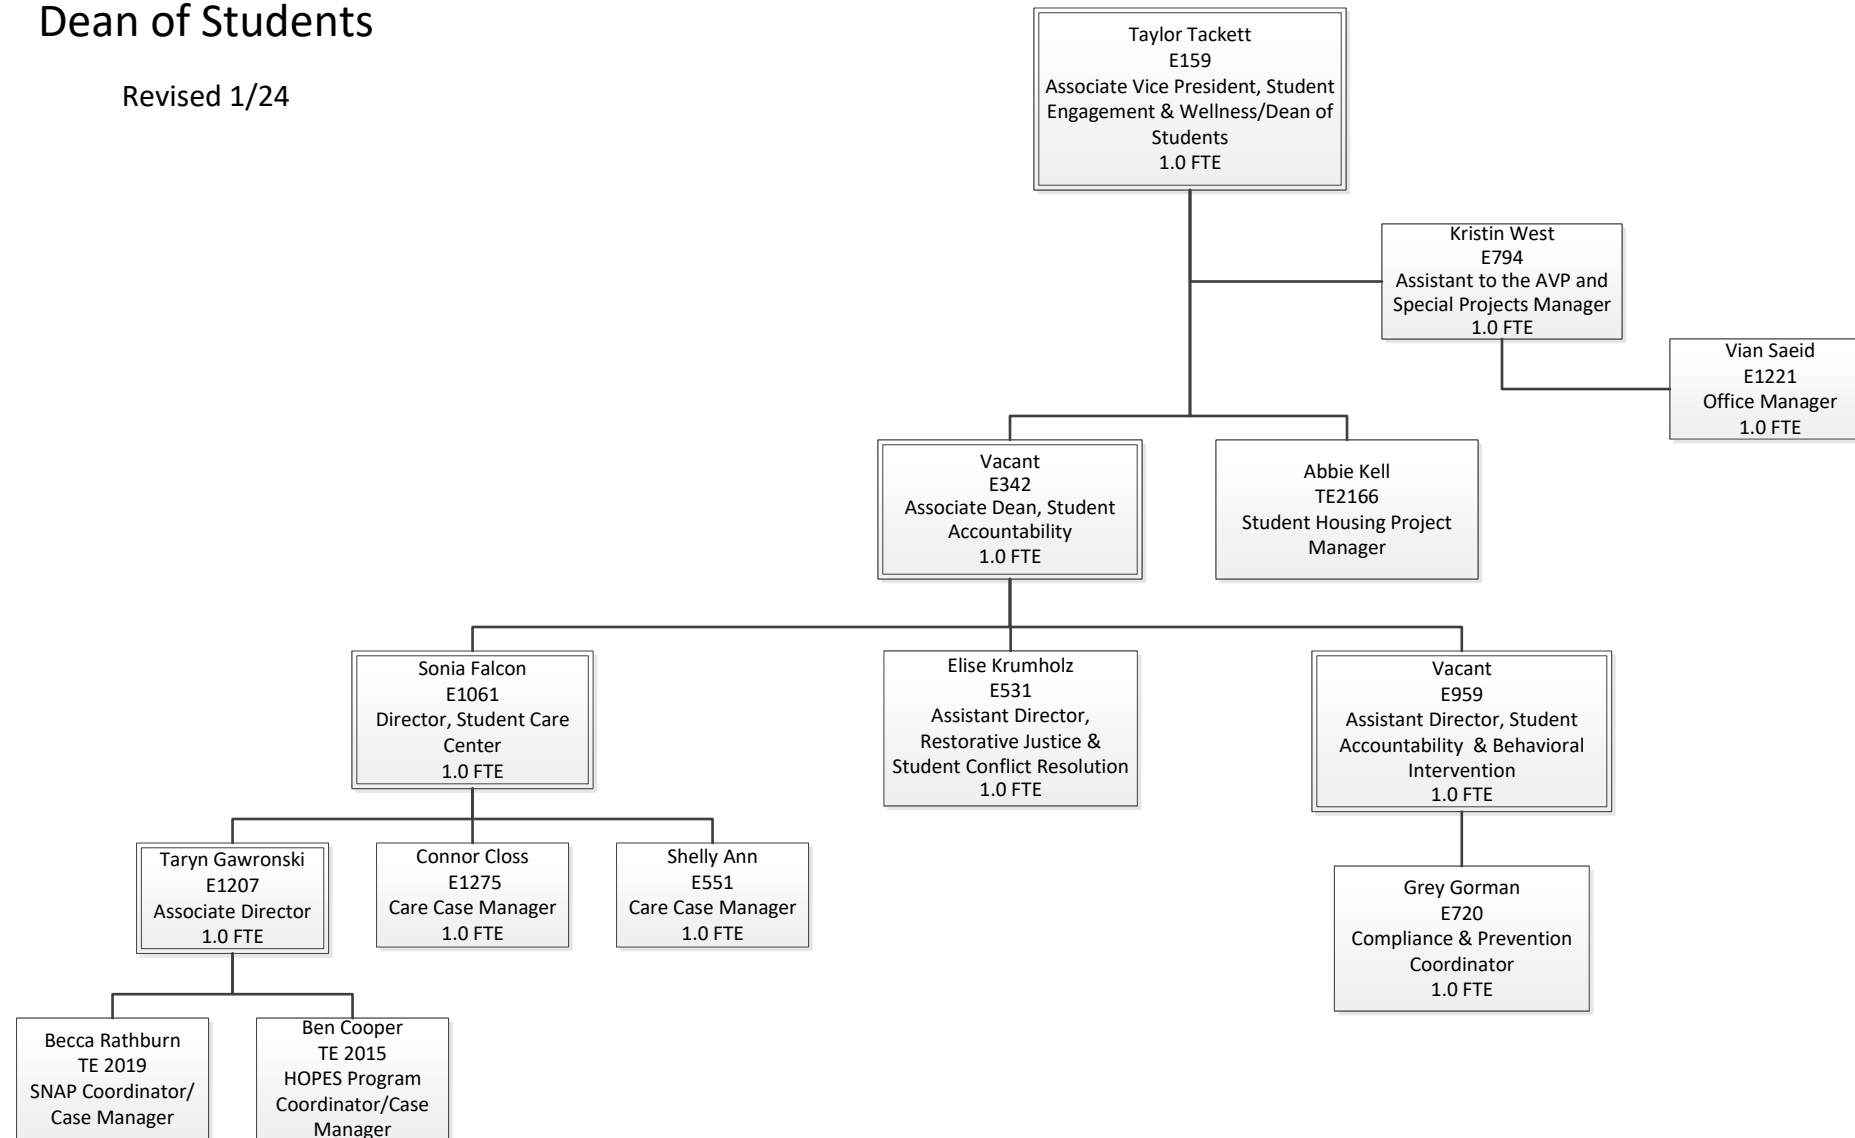 Dean of Students
Revised 1/24
Taylor Tackett
E159
Associate Vice President, Student
Engagement & Wellness/Dean of
Students
1.0 FTE
Kristin West
E794
Assistant to the AVP and
Special Projects Manager
1.0 FTE
Vian Saeid
E1221
Office Manager
1.0 FTE
Vacant
E342
Associate Dean, Student
Accountability
1.0 FTE
Abbie Kell
TE2166
Student Housing Project
Manager
Sonia Falcon
E1061
Director, Student Care
Center
1.0 FTE
Elise Krumholz
E531
Assistant Director,
Restorative Justice &
Student Conflict Resolution
1.0 FTE
Vacant
E959
Assistant Director, Student
Accountability & Behavioral
Intervention
1.0 FTE
Taryn Gawronski
E1207
Associate Director
1.0 FTE
Connor Closs
E1275
Care Case Manager
1.0 FTE
Shelly Ann
E551
Care Case Manager
1.0 FTE
Grey Gorman
E720
Compliance & Prevention
Coordinator
1.0 FTE
Becca Rathburn
TE 2019
SNAP Coordinator/
Case Manager
Ben Cooper
TE 2015
HOPES Program
Coordinator/Case
Manager